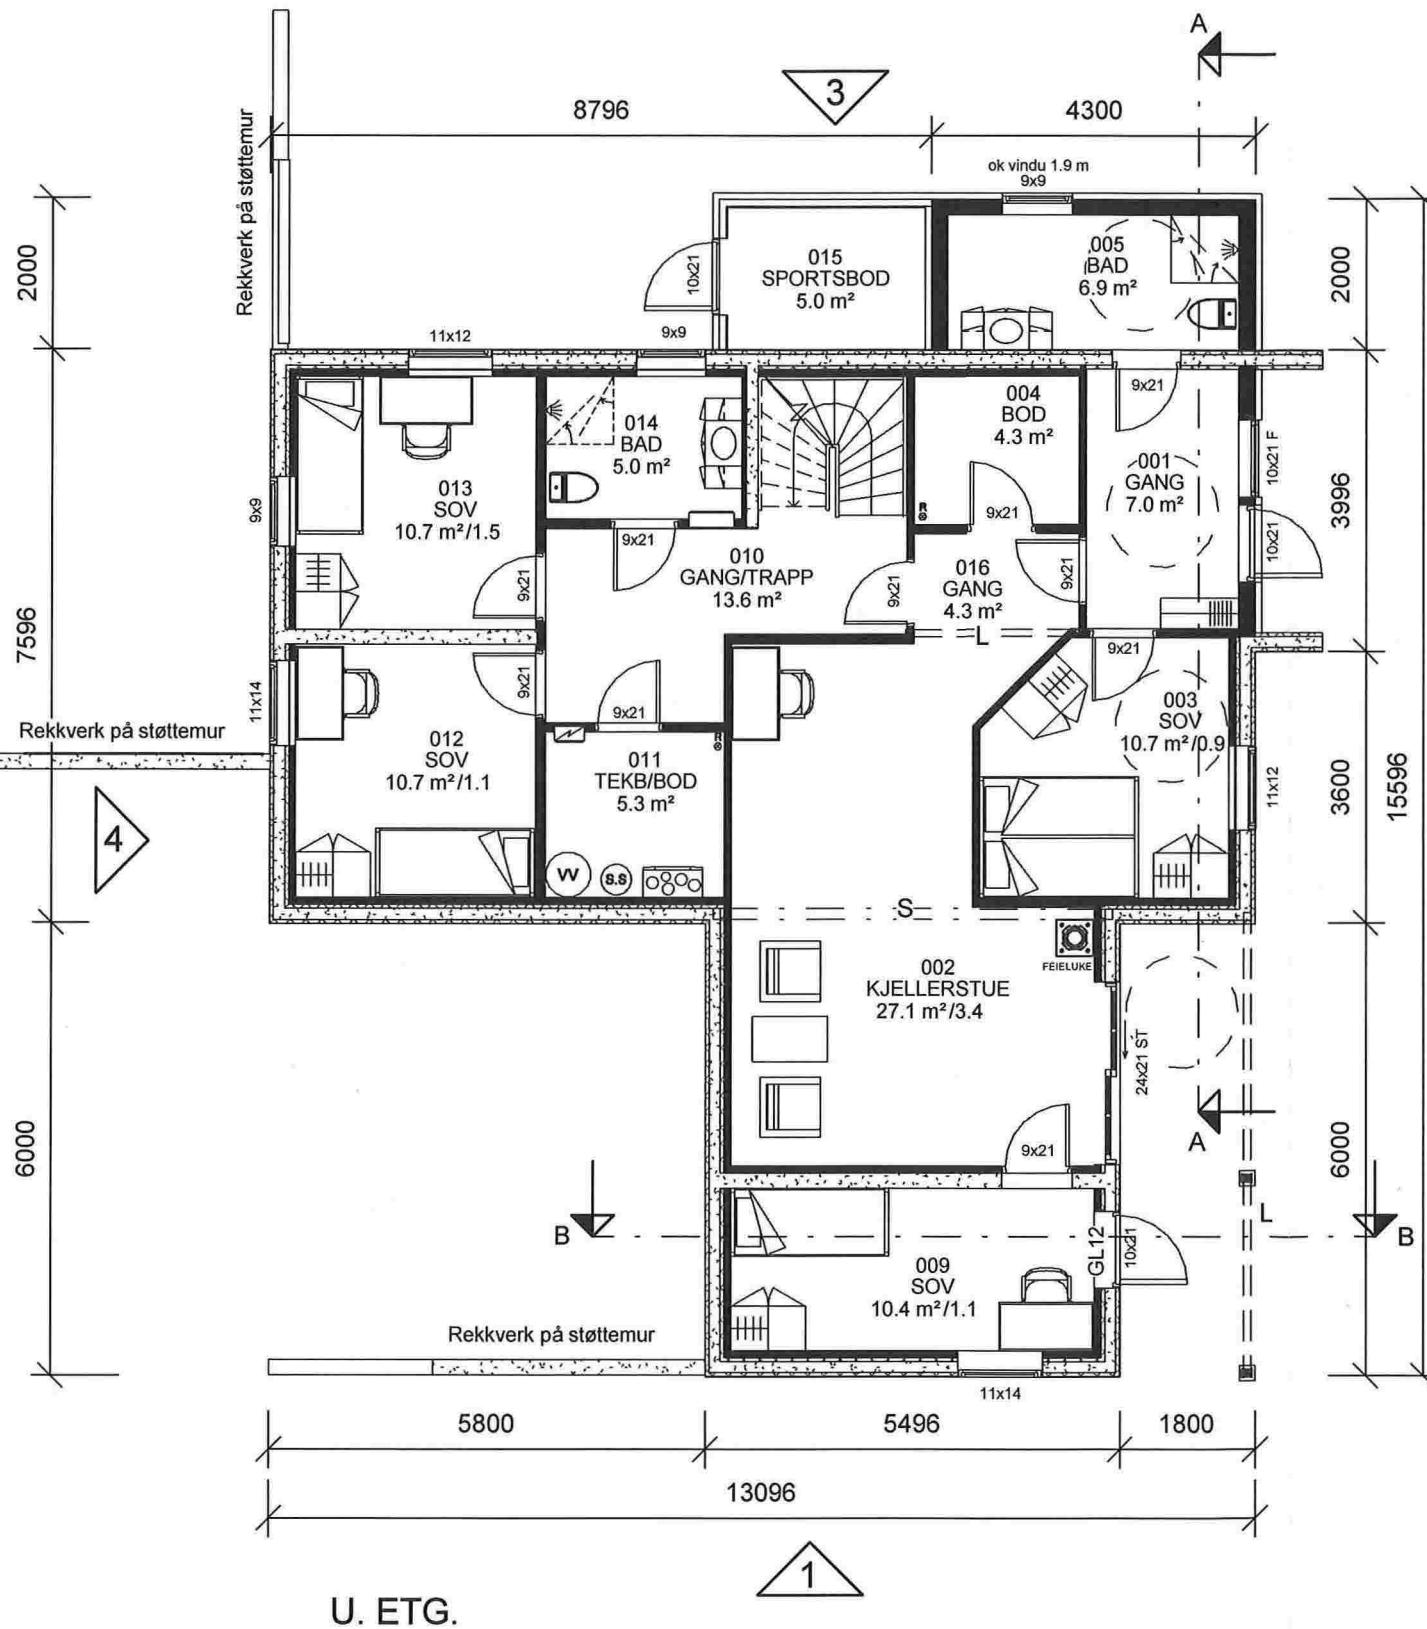 A
3
8796
4300
ok vindu 1.9 m
9x9
Rekkverk på støttemur
2000
015
SPORTSBOD
5.0 m²
10x21
005
BAD
6.9 m²
2000
11x12
9x9
9x21
004
BOD
4.3 m²
014
BAD
5.0 m²
001
GANG
7.0 m²
10x21 F
013
SOV
10.7 m²/1.5
9x9
3996
9x21
9x21
10x21
010
GANG/TRAPP
13.6 m²
016
GANG
4.3 m²
9x21
9x21
9x21
7596
L
9x21
9x21
11x14
003
SOV
10.7 m²/0.9
9x21
Rekkverk på støttemur
012
SOV
10.7 m²/1.1
011
TEKB/BOD
5.3 m²
11x12
3600
15596
4
VV
S.S
S
FEIELUKE
002
KJELLERSTUE
27.1 m²/3.4
24x21 ST
A
6000
9x21
6000
B
L
B
GL12
10x21
009
SOV
10.4 m²/1.1
Rekkverk på støttemur
11x14
5800
5496
1800
13096
1
U. ETG.